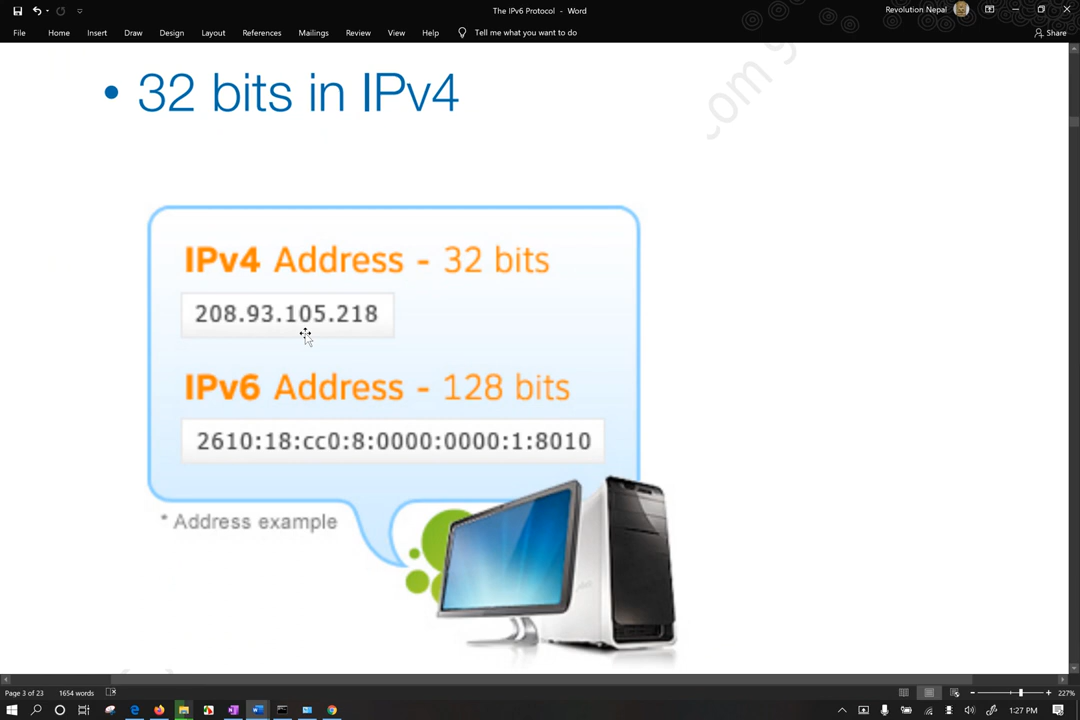 The IPv6 Protocol - Word
Revolution Nepal
File Home Insert Draw Design Layout References Mailings Review View Help Tell me what you want to do Share
com 9
• 32 bits in IPv4
IPv4 Address - 32 bits
208.93.105.218
IPv6 Address - 128 bits
2610:18:cc0:8:0000:0000:1:8010
* Address example
Page 3 of 23 1654 words 227%
1:27 PM